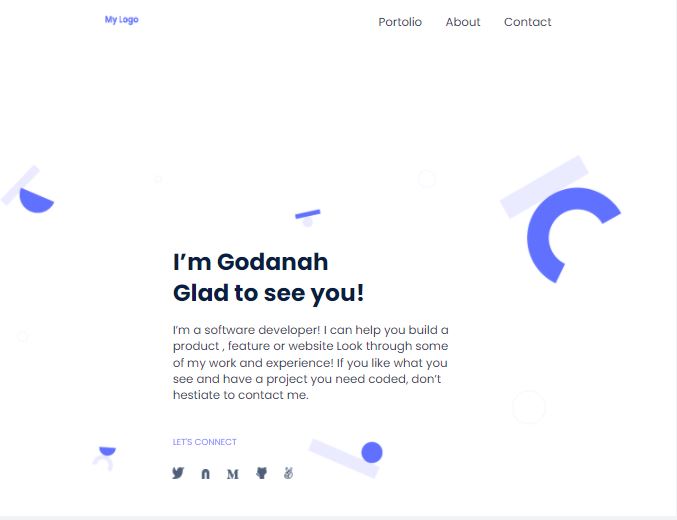 My Logo
Portolio
About
Contact
I'm Godanah
Glad to see you!
I'm a software developer! I can help you build a
product , feature or website Look through some
of my work and experience! If you like what you
see and have a project you need coded, don't
hestiate to contact me.
LET'S CONNECT